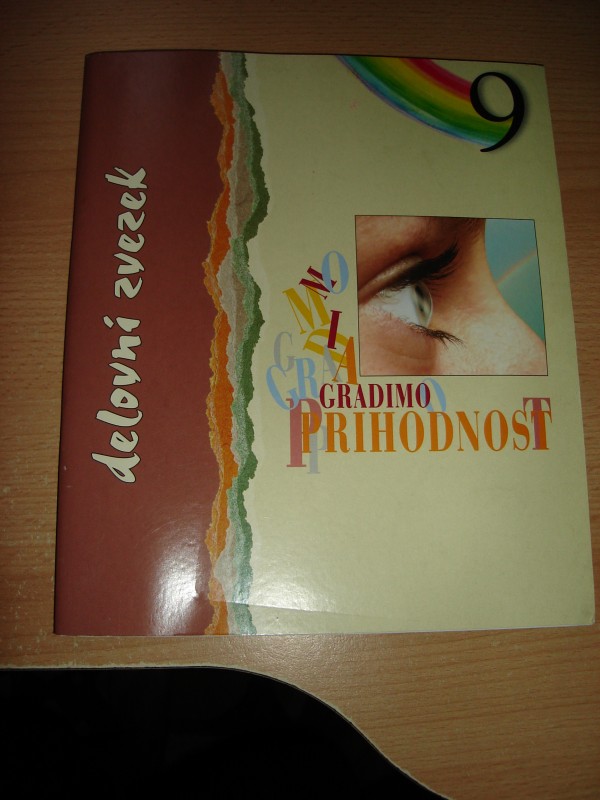 delovni zvezek
9
GRADIMO
PRIHODNOST